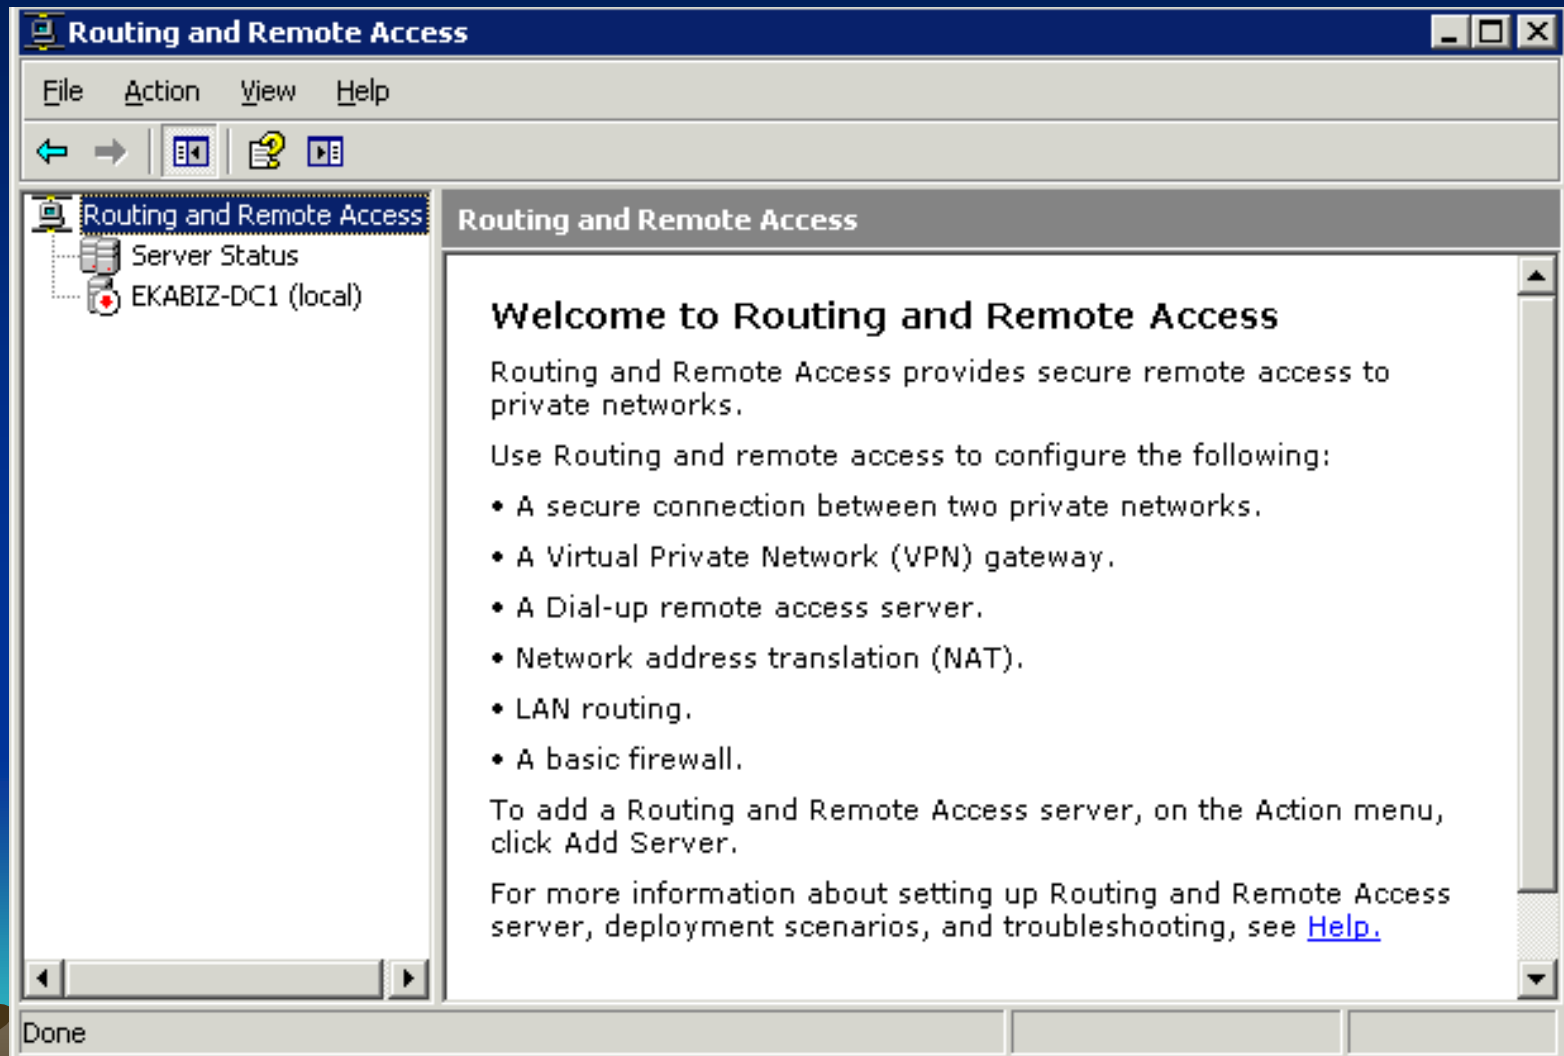 Routing and Remote Access
File Action View Help
Routing and Remote Access
Server Status
EKABIZ-DC1 (local)
Routing and Remote Access
Welcome to Routing and Remote Access
Routing and Remote Access provides secure remote access to
private networks.
Use Routing and remote access to configure the following:
• A secure connection between two private networks.
• A Virtual Private Network (VPN) gateway.
• A Dial-up remote access server.
• Network address translation (NAT).
• LAN routing.
• A basic firewall.
To add a Routing and Remote Access server, on the Action menu,
click Add Server.
For more information about setting up Routing and Remote Access
server, deployment scenarios, and troubleshooting, see Help.
Done